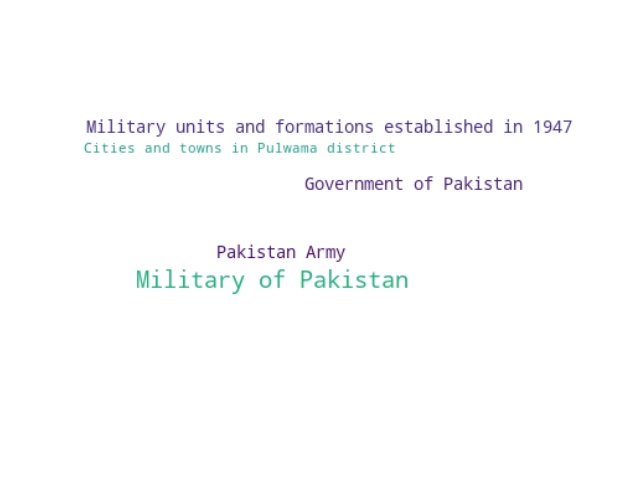 Military units and formations established in 1947
Cities and towns in Pulwama district
Government of Pakistan
Pakistan Army
Military of Pakistan